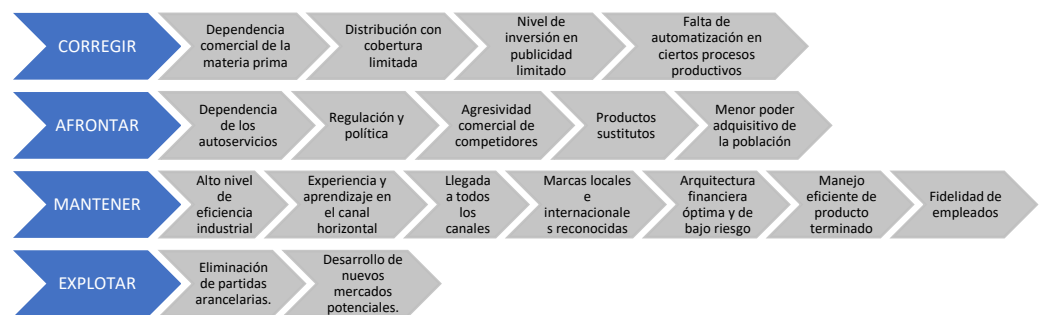 CORREGIR
Dependencia
comercial de la
materia prima
Distribución con
cobertura
limitada
Nivel de
inversión en
publicidad
limitado
Falta de
automatización en
ciertos procesos
productivos
AFRONTAR
Dependencia
de los
autoservicios
Regulación y
política
Agresividad
comercial de
competidores
Productos
sustitutos
Menor poder
adquisitivo de
la población
MANTENER
Alto nivel
de
eficiencia
industrial
Experiencia y
aprendizaje en
el canal
horizontal
Llegada
a todos
los
canales
Marcas locales
e
internacionale
s reconocidas
Arquitectura
financiera
óptima y de
bajo riesgo
Manejo
eficiente de
producto
terminado
Fidelidad de
empleados
EXPLOTAR
Eliminación
de partidas
arancelarias.
Desarrollo de
nuevos
mercados
potenciales.